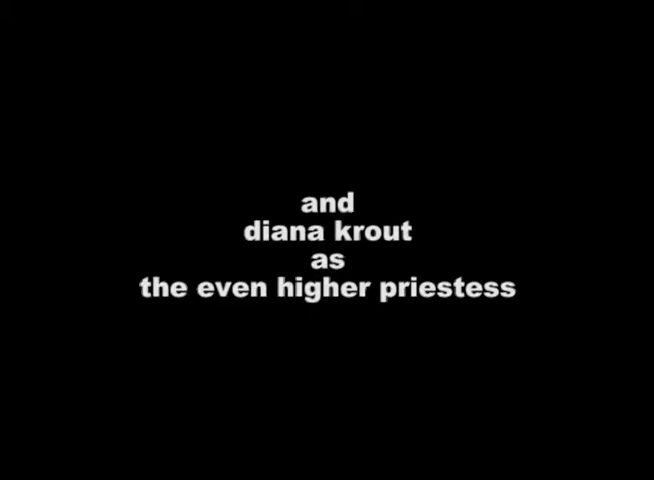 and
diana krout
as
the even higher priestess